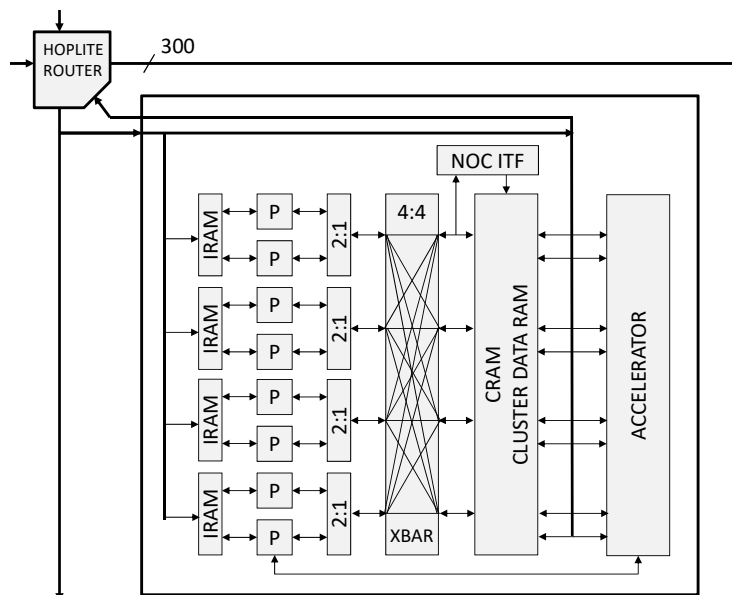 HOPLITE
ROUTER
300
NOC ITF
IRAM
P
P
2:1
IRAM
P
P
2:1
IRAM
P
P
2:1
IRAM
P
P
2:1
4:4
XBAR
CRAM
CLUSTER DATA RAM
ACCELERATOR